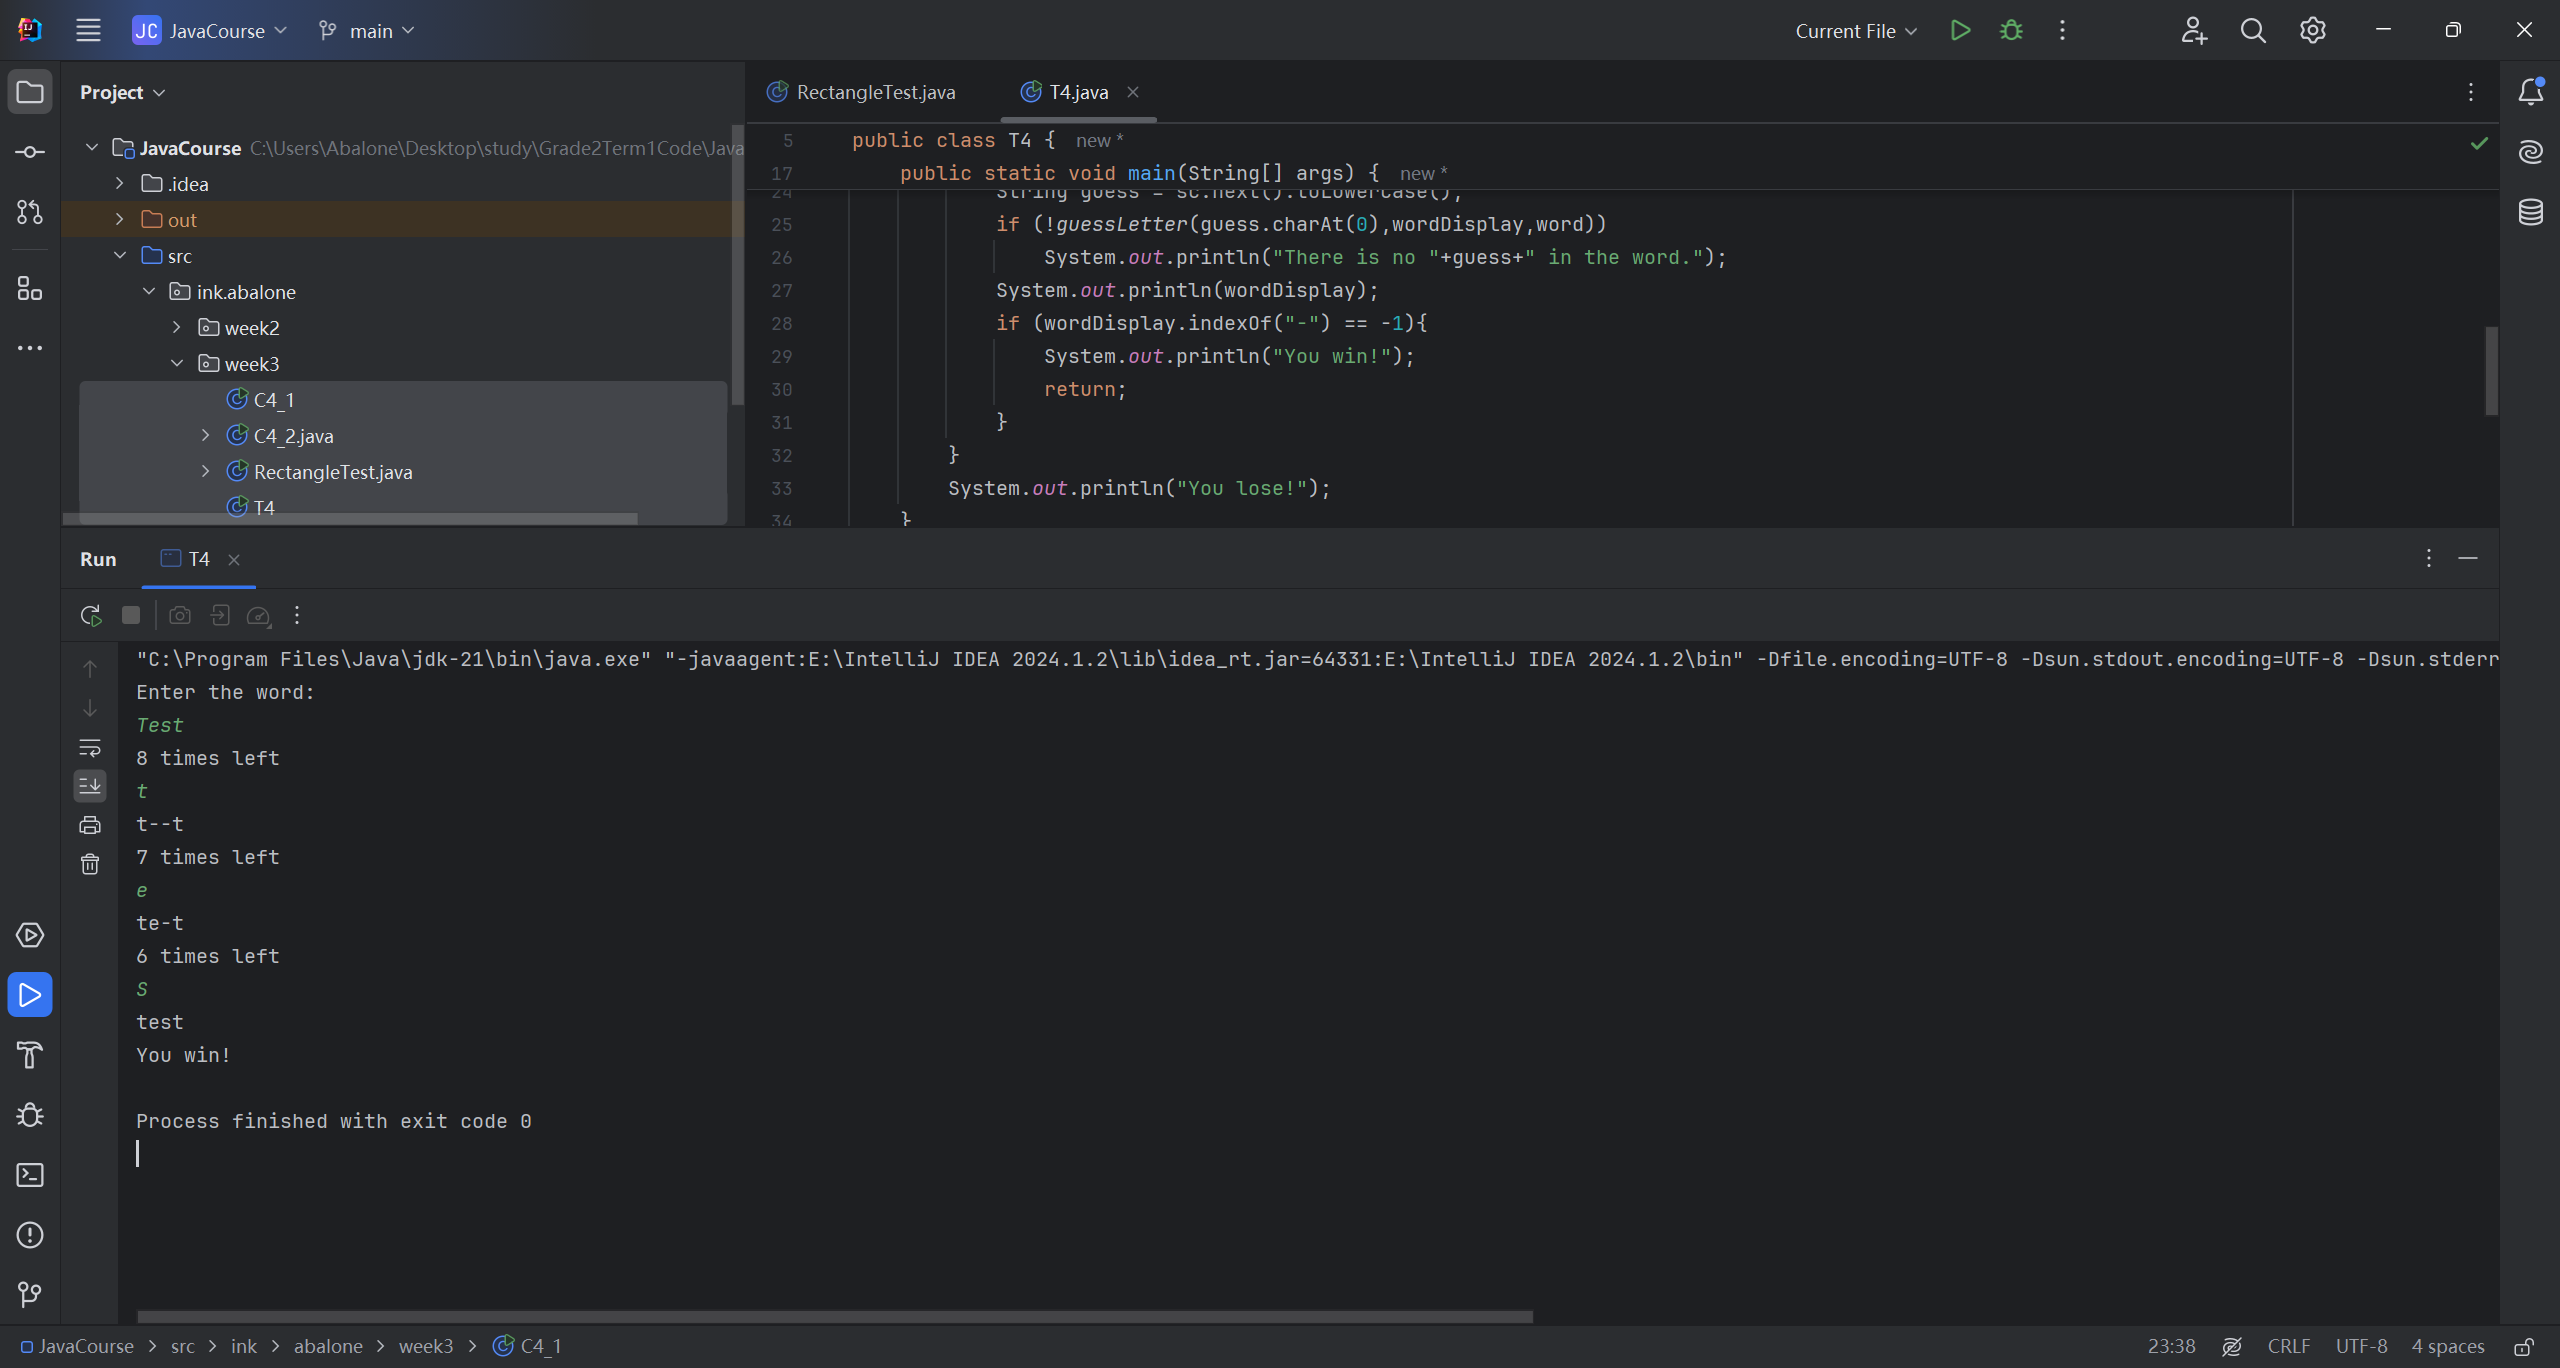 JC JavaCourse main Current File
Project
RectangleTest.java T4.java
JavaCourse C:\Users\Abalone\Desktop\study\Grade2Term1Code\Java
.idea
out
src
ink.abalone
week2
week3
C4_1
C4_2.java
RectangleTest.java
T4
5 public class T4 { new *
17 public static void main(String[] args) { new *
24 String guess = sc.next().toLowerCase();
25 if (!guessLetter(guess.charAt(0),wordDisplay,word))
26 System.out.println("There is no "+guess+" in the word.");
27 System.out.println(wordDisplay);
28 if (wordDisplay.indexOf("-") == -1){
29 System.out.println("You win!");
30 return;
31 }
32 }
33 System.out.println("You lose!");
34 }
Run T4
"C:\Program Files\Java\jdk-21\bin\java.exe" "-javaagent:E:\IntelliJ IDEA 2024.1.2\lib\idea_rt.jar=64331:E:\IntelliJ IDEA 2024.1.2\bin" -Dfile.encoding=UTF-8 -Dsun.stdout.encoding=UTF-8 -Dsun.stderr
Enter the word:
Test
8 times left
t
t--t
7 times left
e
te-t
6 times left
S
test
You win!
Process finished with exit code 0
JavaCourse > src > ink > abalone > week3 > C4_1 23:38 CRLF UTF-8 4 spaces